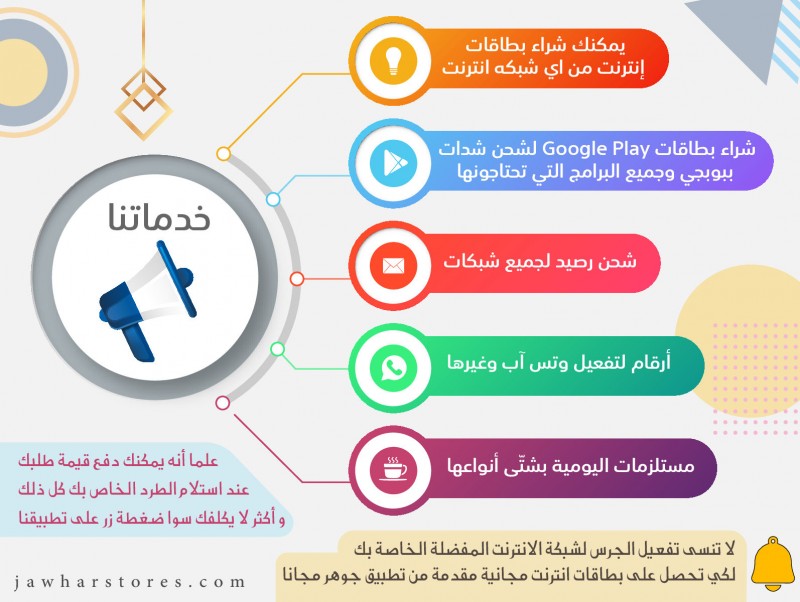 خدماتنا
يمكنك شراء بطاقات
إنترنت من اي شبكه انترنت
شراء بطاقات Google Play لشحن شدات
ببوبجي وجميع البرامج التي تحتاجونها
شحن رصيد لجميع شبكات
أرقام لتفعيل وتس آب وغيرها
مستلزمات اليومية بشتّى أنواعها
علما أنه يمكنك دفع قيمة طلبك
عند استلام الطرد الخاص بك كل ذلك
و أكثر لا يكلفك سوا ضغطة زر على تطبيقنا
لا تنسى تفعيل الجرس لشبكة الانترنت المفضلة الخاصة بك
لكي تحصل على بطاقات انترنت مجانية مقدمة من تطبيق جوهر مجانا
jawharstores.com